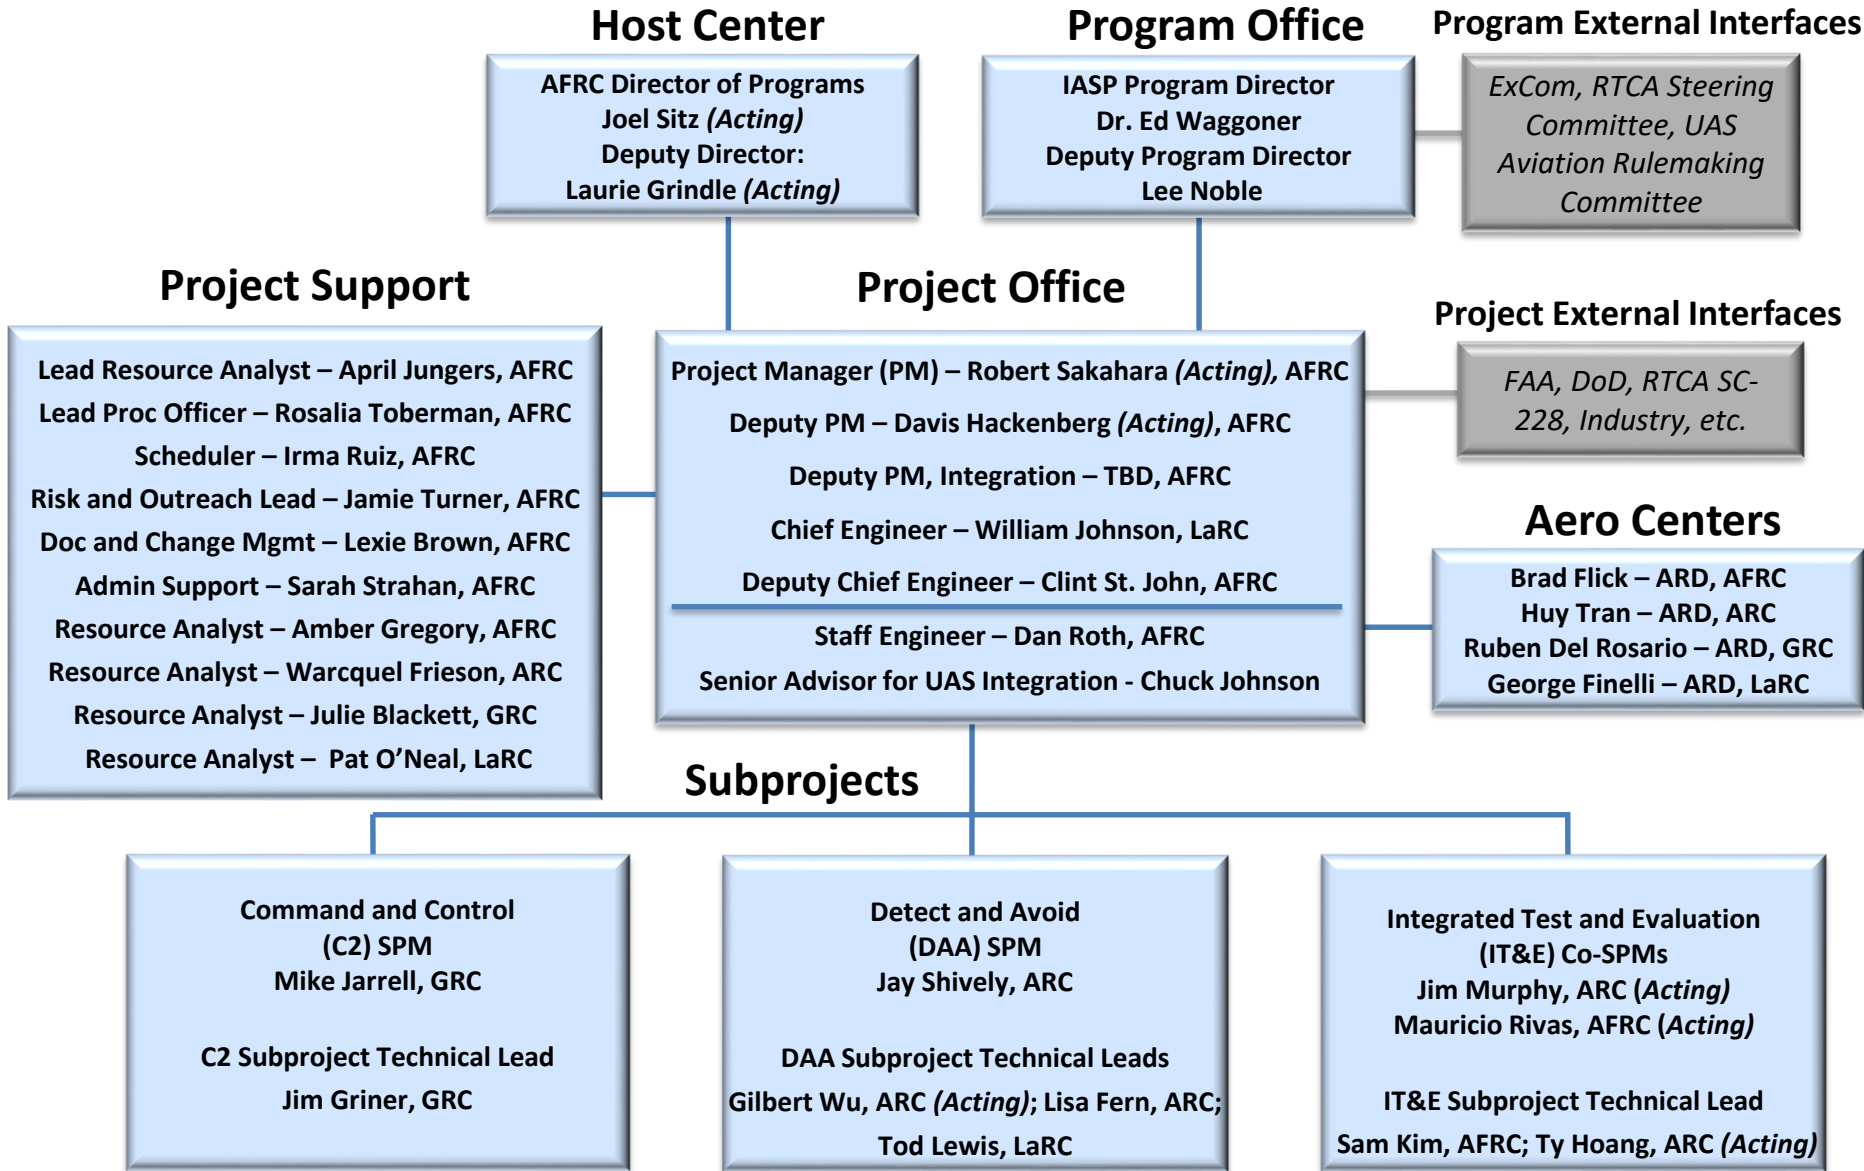 Host Center
AFRC Director of Programs
Joel Sitz (Acting)
Deputy Director:
Laurie Grindle (Acting)
Program Office
IASP Program Director
Dr. Ed Waggoner
Deputy Program Director
Lee Noble
Program External Interfaces
ExCom, RTCA Steering
Committee, UAS
Aviation Rulemaking
Committee
Project Support
Lead Resource Analyst – April Jungers, AFRC
Lead Proc Officer – Rosalia Toberman, AFRC
Scheduler – Irma Ruiz, AFRC
Risk and Outreach Lead – Jamie Turner, AFRC
Doc and Change Mgmt – Lexie Brown, AFRC
Admin Support – Sarah Strahan, AFRC
Resource Analyst – Amber Gregory, AFRC
Resource Analyst – Warcquel Frieson, ARC
Resource Analyst – Julie Blackett, GRC
Resource Analyst – Pat O’Neal, LaRC
Project Office
Project Manager (PM) – Robert Sakahara (Acting), AFRC
Deputy PM – Davis Hackenberg (Acting), AFRC
Deputy PM, Integration – TBD, AFRC
Chief Engineer – William Johnson, LaRC
Deputy Chief Engineer – Clint St. John, AFRC
Staff Engineer – Dan Roth, AFRC
Senior Advisor for UAS Integration - Chuck Johnson
Project External Interfaces
FAA, DoD, RTCA SC-
228, Industry, etc.
Aero Centers
Brad Flick – ARD, AFRC
Huy Tran – ARD, ARC
Ruben Del Rosario – ARD, GRC
George Finelli – ARD, LaRC
Subprojects
Command and Control
(C2) SPM
Mike Jarrell, GRC
C2 Subproject Technical Lead
Jim Griner, GRC
Detect and Avoid
(DAA) SPM
Jay Shively, ARC
DAA Subproject Technical Leads
Gilbert Wu, ARC (Acting); Lisa Fern, ARC;
Tod Lewis, LaRC
Integrated Test and Evaluation
(IT&E) Co-SPMs
Jim Murphy, ARC (Acting)
Mauricio Rivas, AFRC (Acting)
IT&E Subproject Technical Lead
Sam Kim, AFRC; Ty Hoang, ARC (Acting)